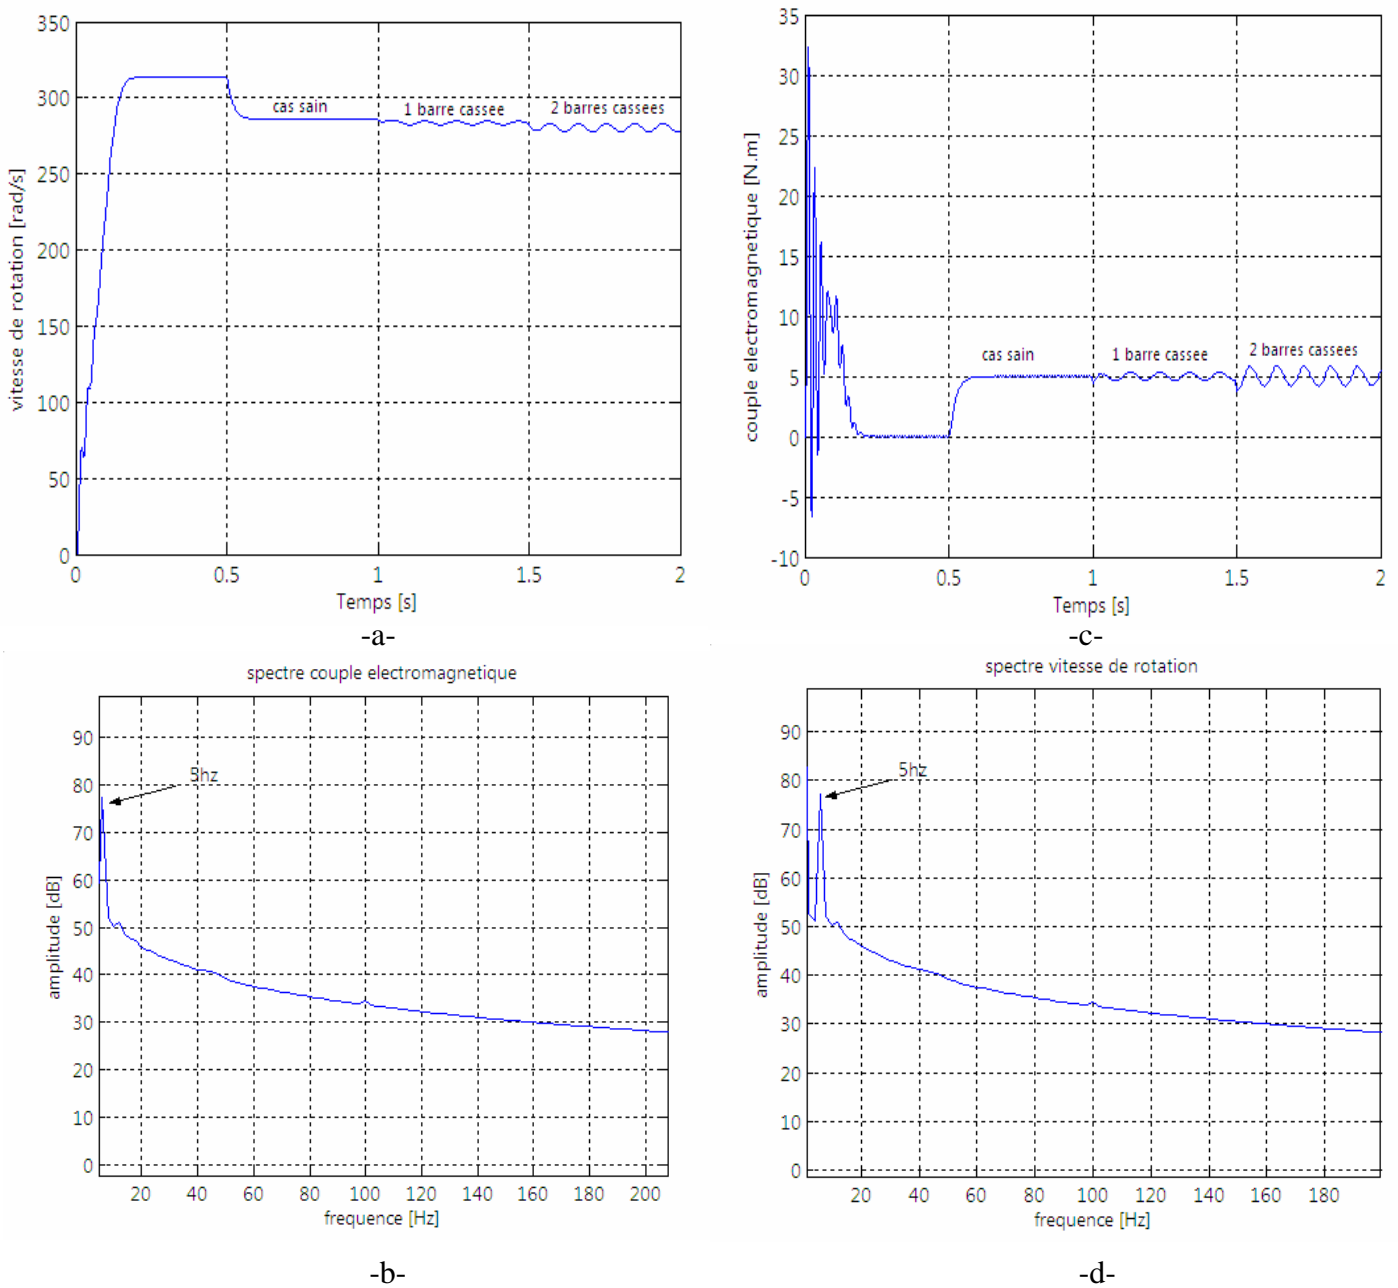 350
300
250
200
150
100
50
0
vitesse de rotation [rad/s]
cas sain
1 barre cassee
2 barres cassees
0
0.5
1
1.5
2
Temps [s]
-a-
35
30
25
20
15
10
5
0
-5
-10
couple electromagnetique [N.m]
cas sain
1 barre cassee
2 barres cassees
0
0.5
1
1.5
2
Temps [s]
-c-
spectre couple electromagnetique
90
80
70
60
50
40
30
20
10
0
amplitude [dB]
5hz
20 40 60 80 100 120 140 160 180 200
frequence [Hz]
-b-
spectre vitesse de rotation
90
80
70
60
50
40
30
20
10
0
amplitude [dB]
5hz
20 40 60 80 100 120 140 160 180
frequence [Hz]
-d-